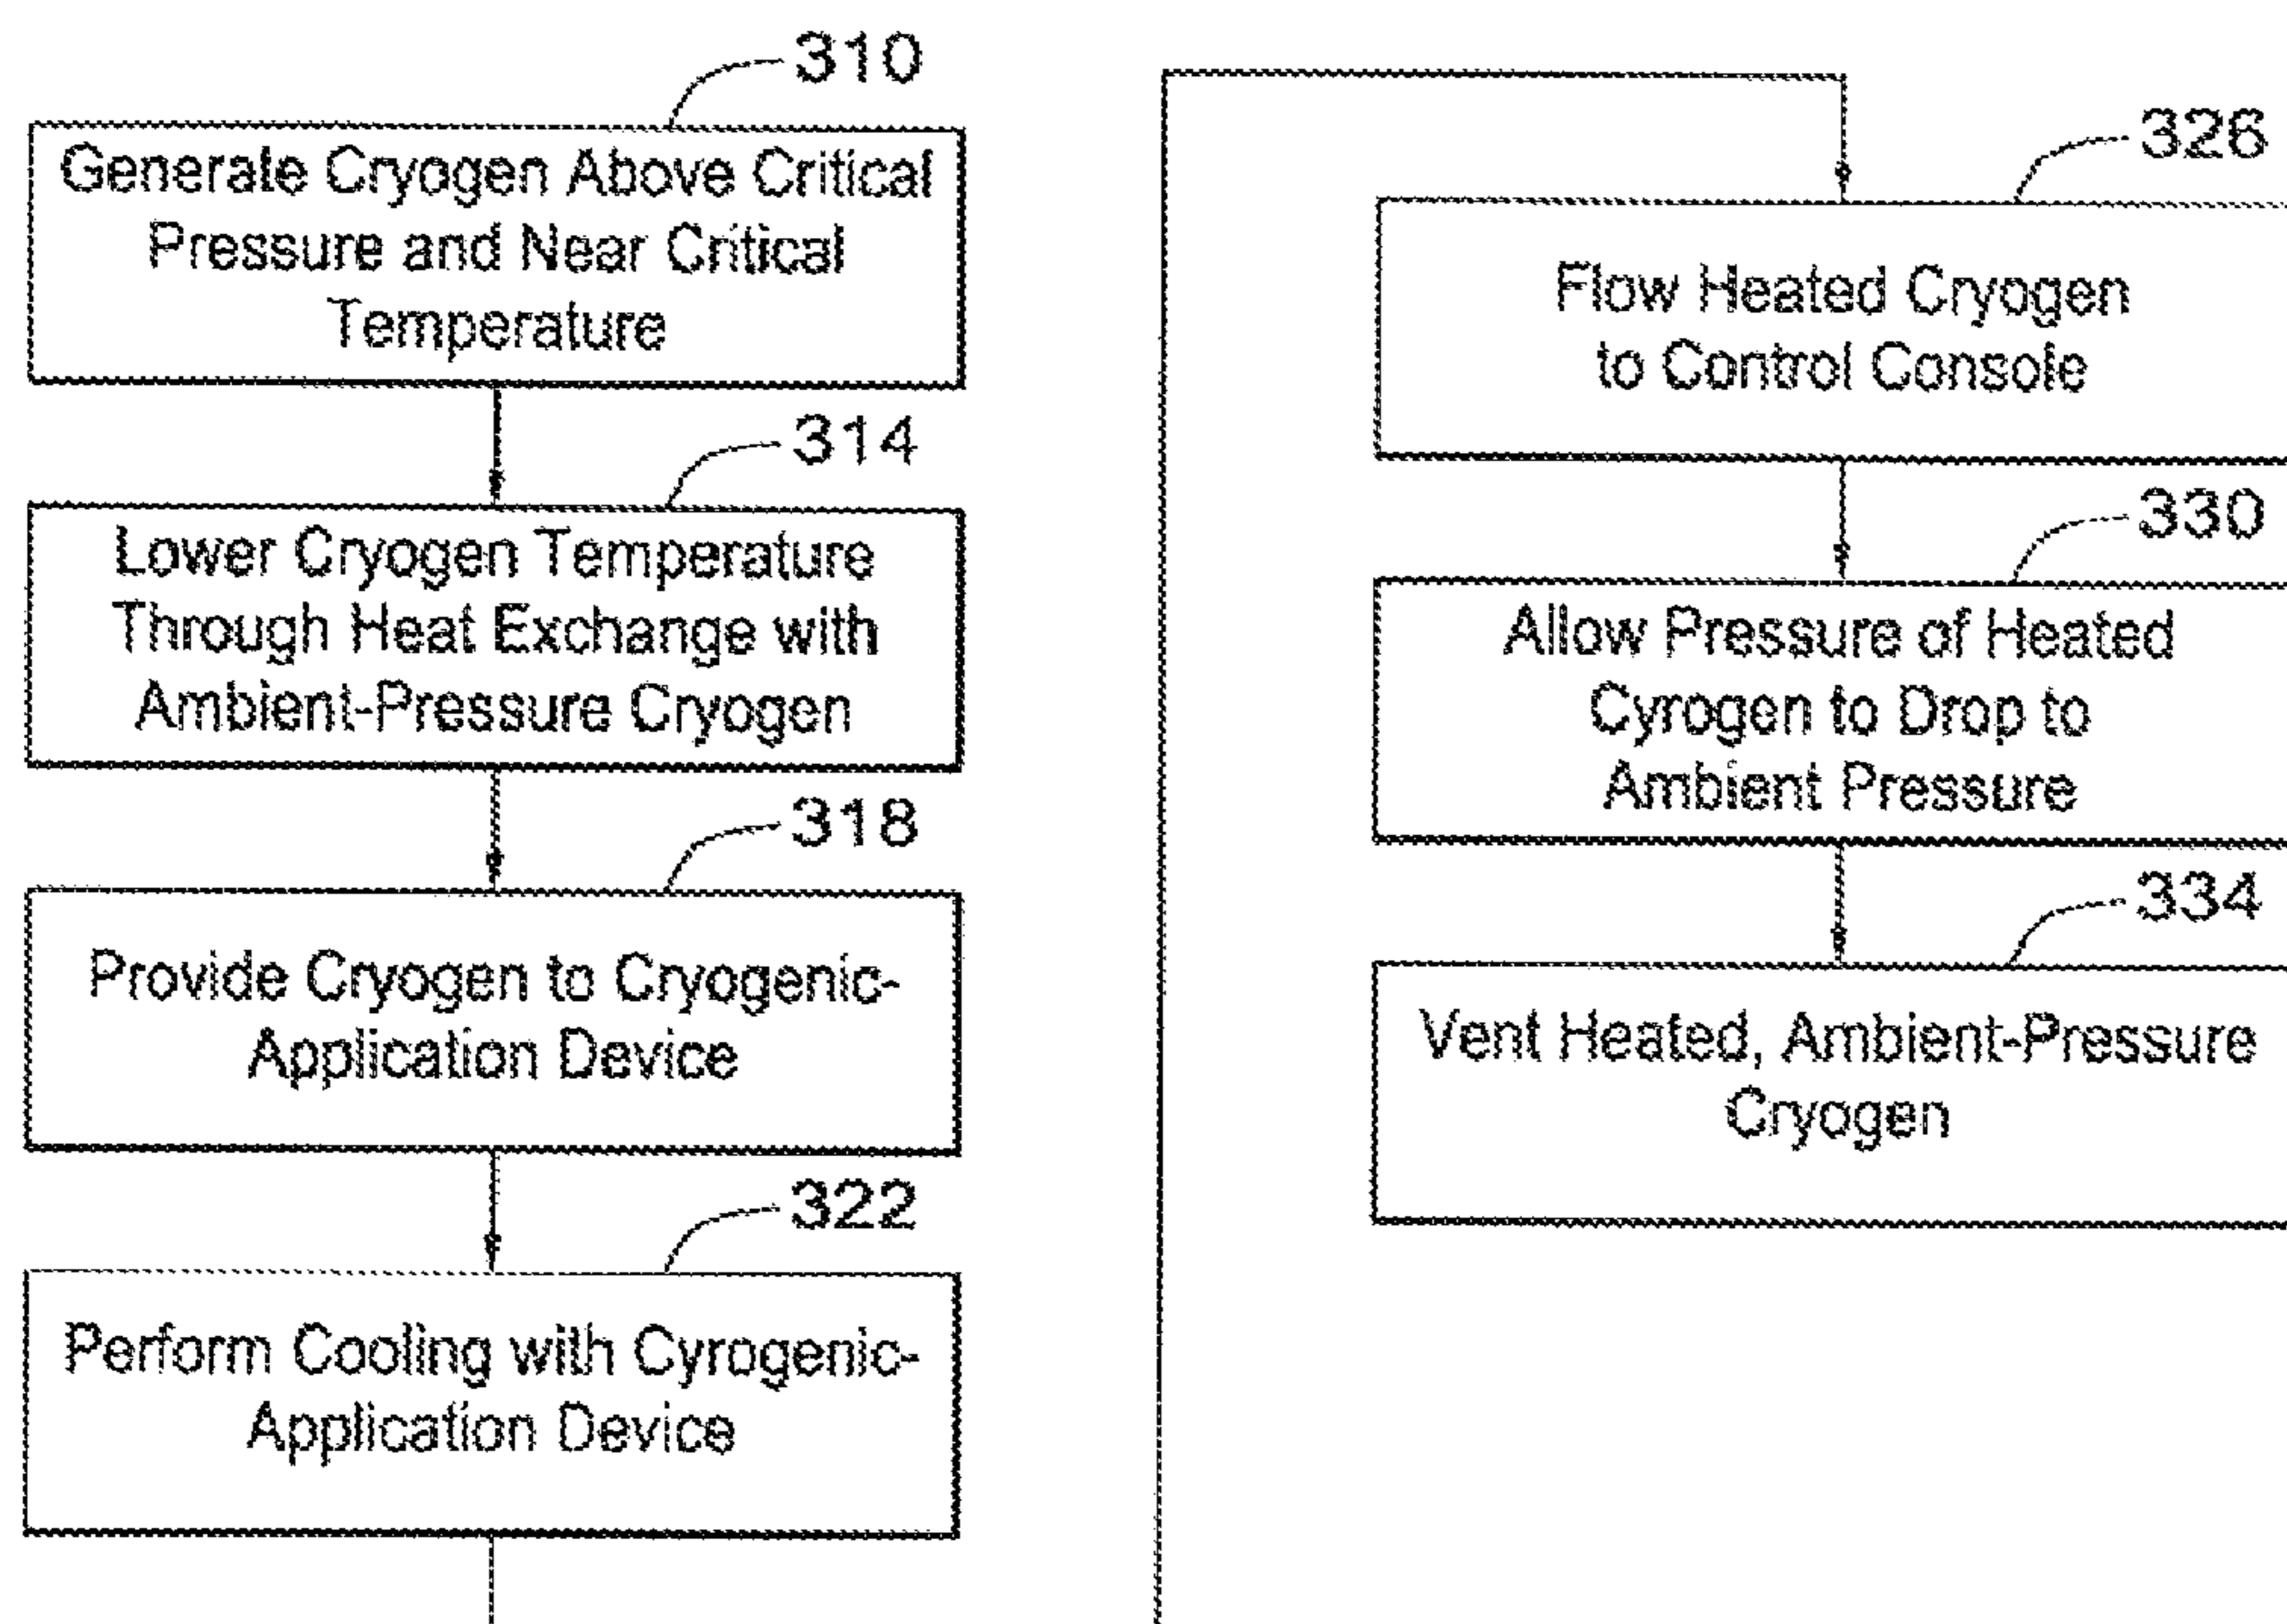 310
Generate Cryogen Above Critical
Pressure and Near Critical
Temperature
314
Lower Cryogen Temperature
Through Heat Exchange with
Ambient-Pressure Cryogen
318
Provide Cryogen to Cryogenic-
Application Device
322
Perform Cooling with Cyrogenic-
Application Device
326
Flow Heated Cryogen
to Control Console
330
Allow Pressure of Heated
Cyrogen to Drop to
Ambient Pressure
334
Vent Heated, Ambient-Pressure
Cryogen